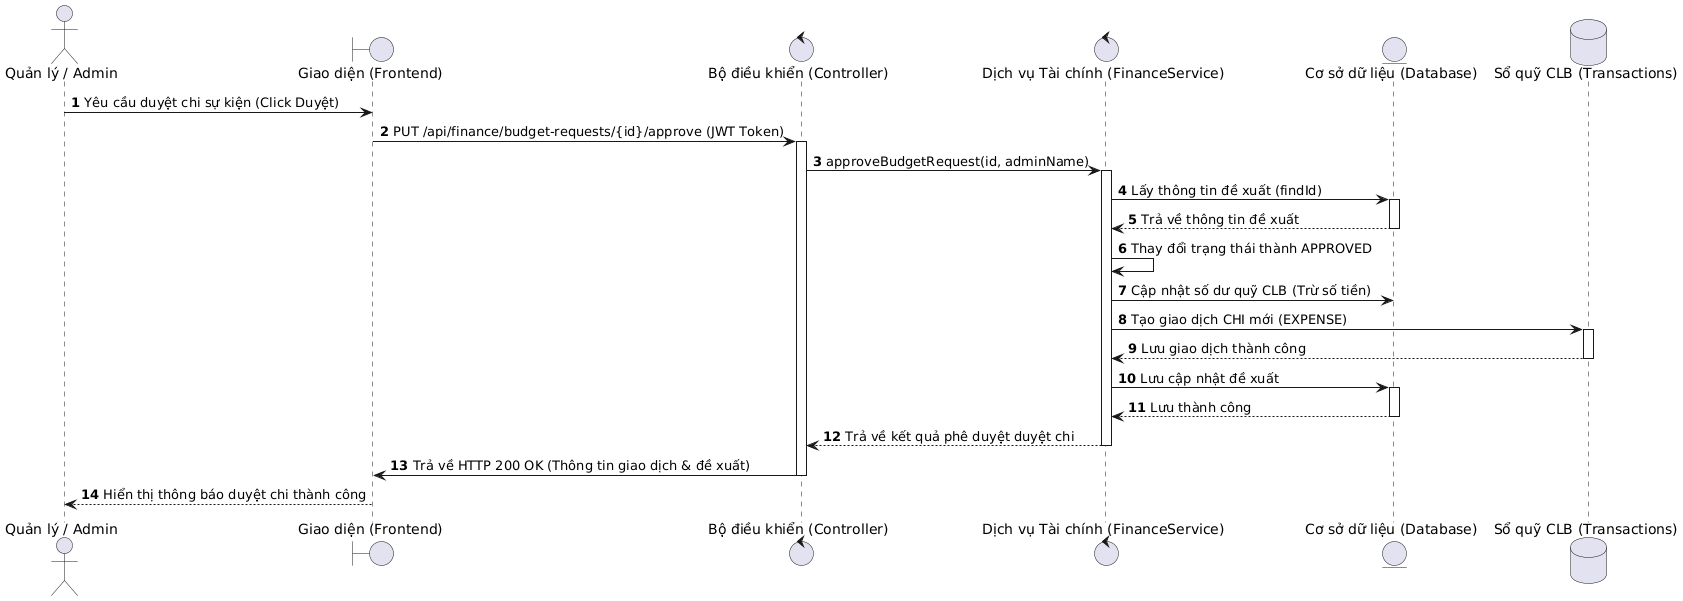 Quản lý / Admin
Giao diện (Frontend)
Bộ điều khiển (Controller)
Dịch vụ Tài chính (FinanceService)
Cơ sở dữ liệu (Database)
Sổ quỹ CLB (Transactions)
1 Yêu cầu duyệt chi sự kiện (Click Duyệt)
2 PUT /api/finance/budget-requests/{id}/approve (JWT Token)
3 approveBudgetRequest(id, adminName)
4 Lấy thông tin đề xuất (findId)
5 Trả về thông tin đề xuất
6 Thay đổi trạng thái thành APPROVED
7 Cập nhật số dư quỹ CLB (Trừ số tiền)
8 Tạo giao dịch CHI mới (EXPENSE)
9 Lưu giao dịch thành công
10 Lưu cập nhật đề xuất
11 Lưu thành công
12 Trả về kết quả phê duyệt duyệt chi
13 Trả về HTTP 200 OK (Thông tin giao dịch & đề xuất)
14 Hiển thị thông báo duyệt chi thành công
Quản lý / Admin
Giao diện (Frontend)
Bộ điều khiển (Controller)
Dịch vụ Tài chính (FinanceService)
Cơ sở dữ liệu (Database)
Sổ quỹ CLB (Transactions)